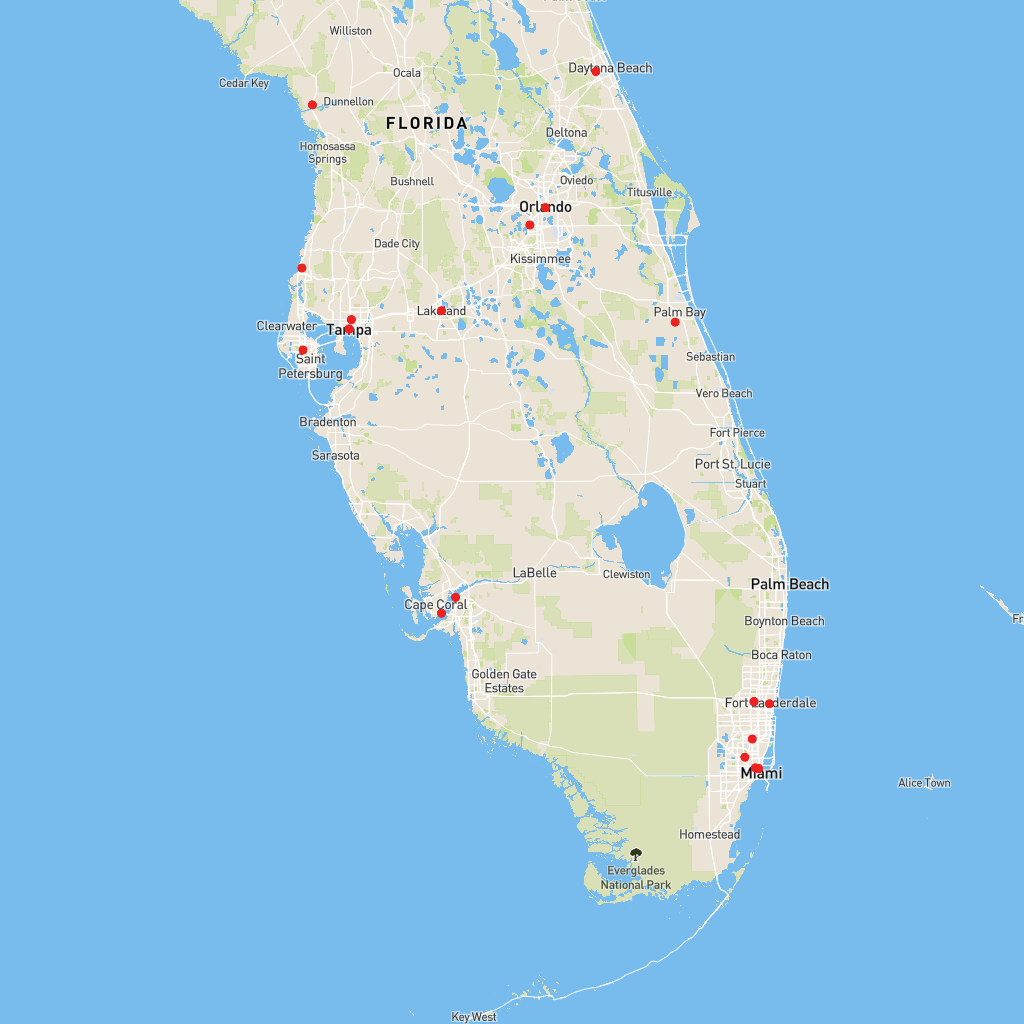 Williston
Daytona Beach
Ocala
Cedar Key
Dunnellon
FLORIDA
Deltona
Homosassa
Springs
Bushnell
Oviedo
Titusville
Orlando
Dade City
Kissimmee
Lakeland
Palm Bay
Clearwater
Tampa
Saint
Petersburg
Sebastian
Vero Beach
Bradenton
Fort Pierce
Sarasota
Port St. Lucie
Stuart
LaBelle
Clewiston
Palm Beach
Cape Coral
Fr
Boynton Beach
Boca Raton
Golden Gate
Estates
Fort Lauderdale
Miami
Alice Town
Homestead
Everglades
National Park
Key West